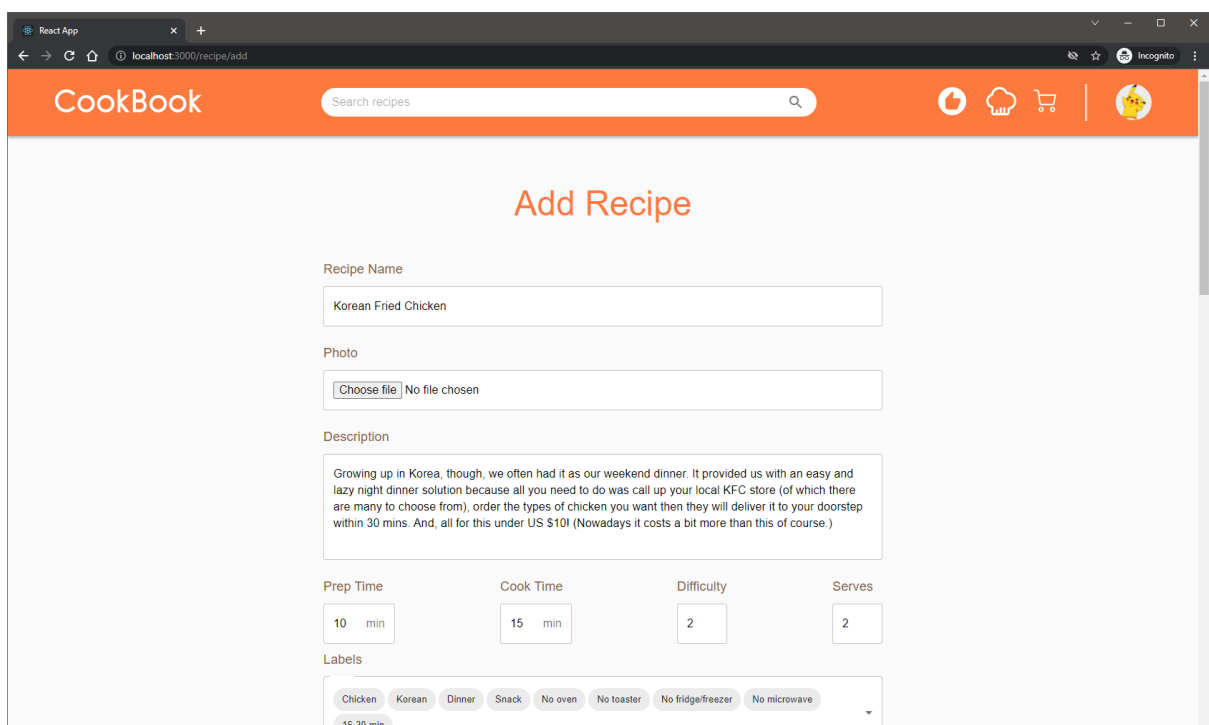 React App
localhost:3000/recipe/add
Incognito
CookBook
Search recipes
Add Recipe
Recipe Name
Korean Fried Chicken
Photo
Choose file No file chosen
Description
Growing up in Korea, though, we often had it as our weekend dinner. It provided us with an easy and
lazy night dinner solution because all you need to do was call up your local KFC store (of which there
are many to choose from), order the types of chicken you want then they will deliver it to your doorstep
within 30 mins. And, all for this under US $10! (Nowadays it costs a bit more than this of course.)
Prep Time Cook Time Difficulty Serves
10 min 15 min 2 2
Labels
Chicken Korean Dinner Snack No oven No toaster No fridge/freezer No microwave
16-30 min